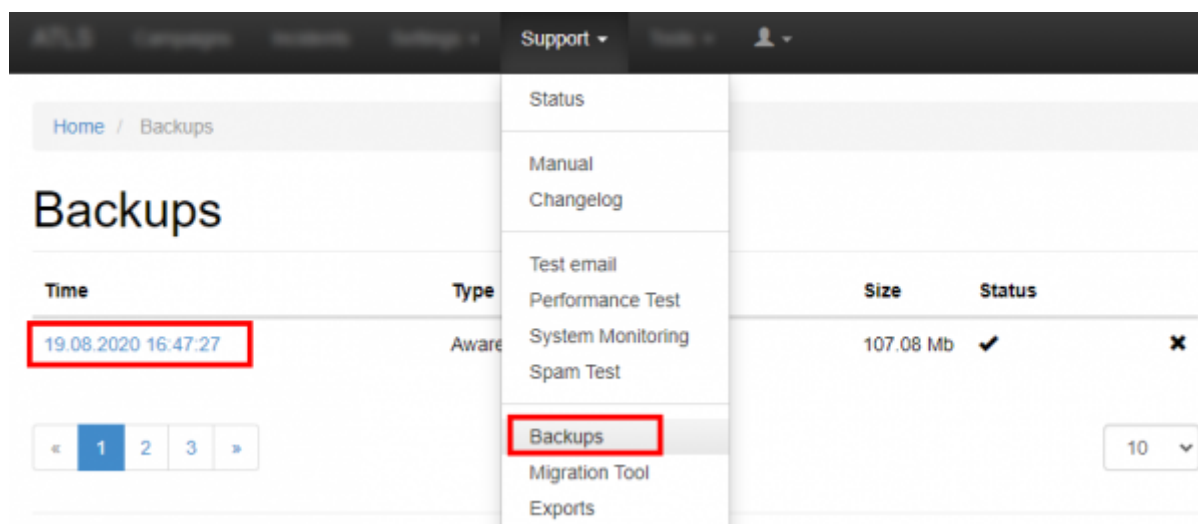 Support
Home / Backups
Status
Manual
Changelog
Backups
Test email
Performance Test
System Monitoring
Spam Test
Time Type Size Status
19.08.2020 16:47:27 Aware 107.08 Mb
Backups
Migration Tool
Exports
« 1 2 3 » 10